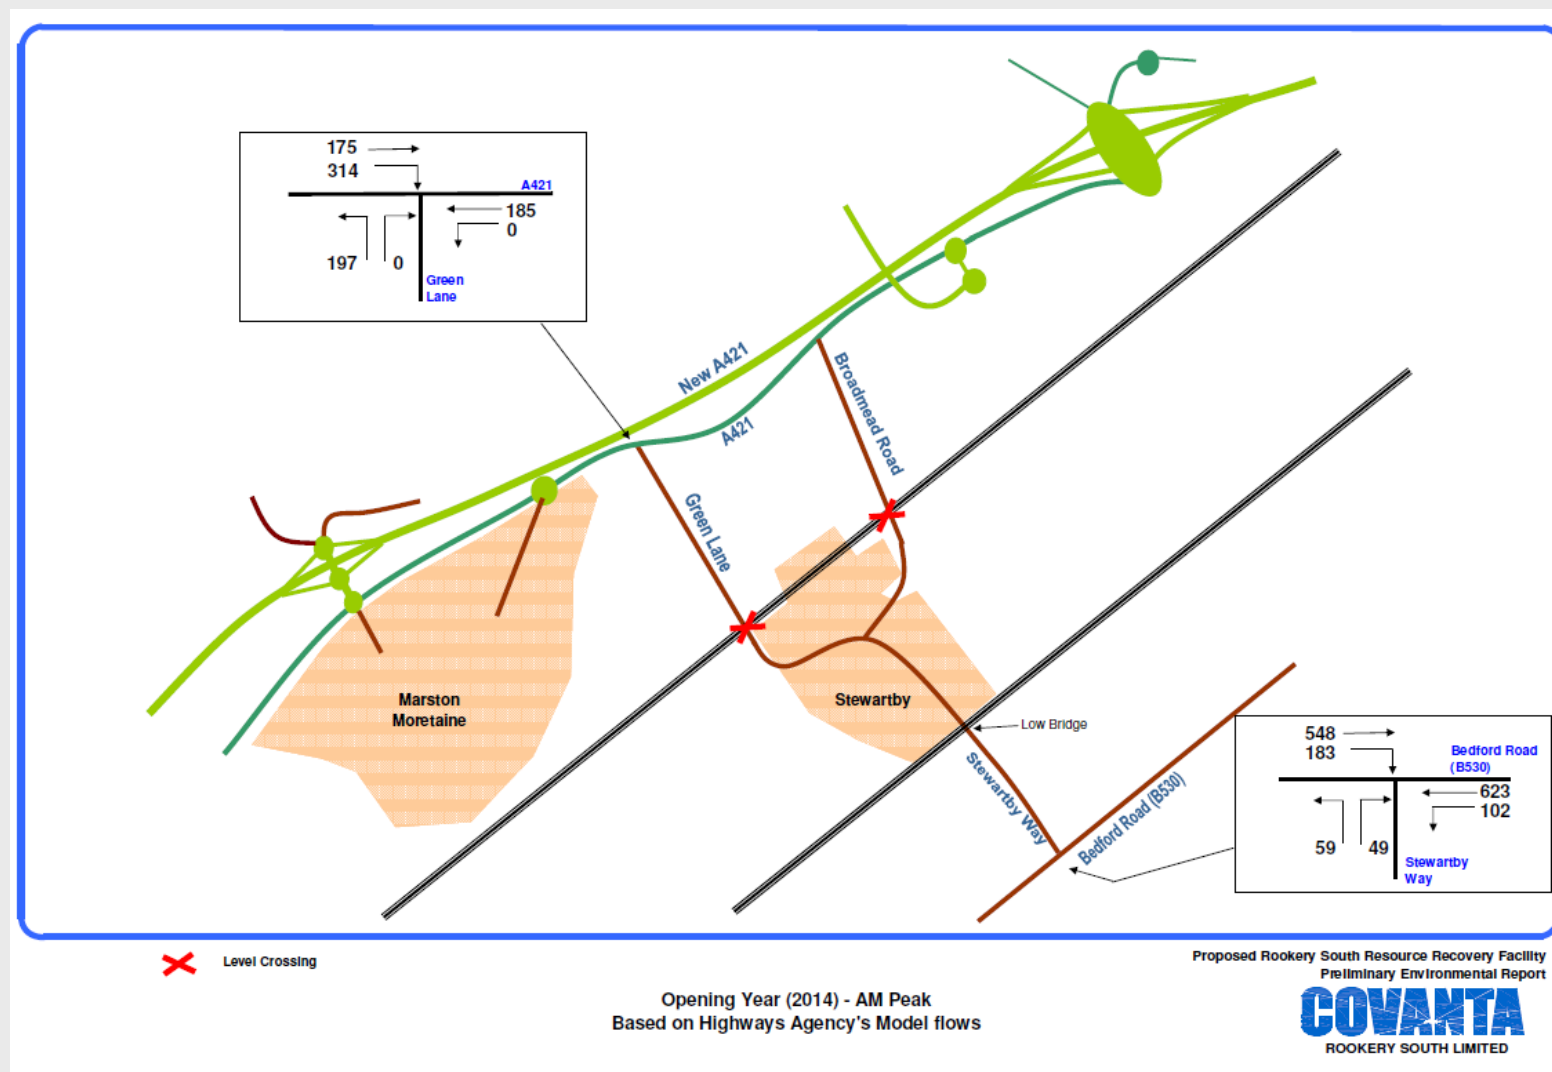 175
314
A421
185
0
197
0
Green
Lane
New A421
A421
Broadmead Road
Green Lane
Marston
Moretaine
Stewartby
Low Bridge
Stewartby Way
Bedford Road (B530)
548
183
Bedford Road
(B530)
623
102
59
49
Stewartby
Way
Level Crossing
Opening Year (2014) - AM Peak
Based on Highways Agency's Model flows
Proposed Rookery South Resource Recovery Facility
Preliminary Environmental Report
COVANTA
ROOKERY SOUTH LIMITED